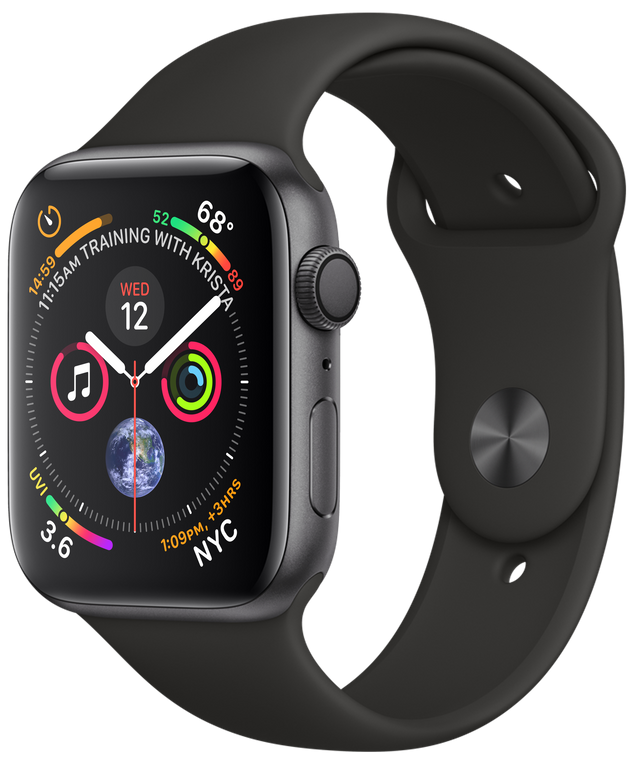 14:59
52
68°
89
11:15AM TRAINING WITH KRISTA
WED
12
UVI
3.6
1:09PM, +3HRS
NYC